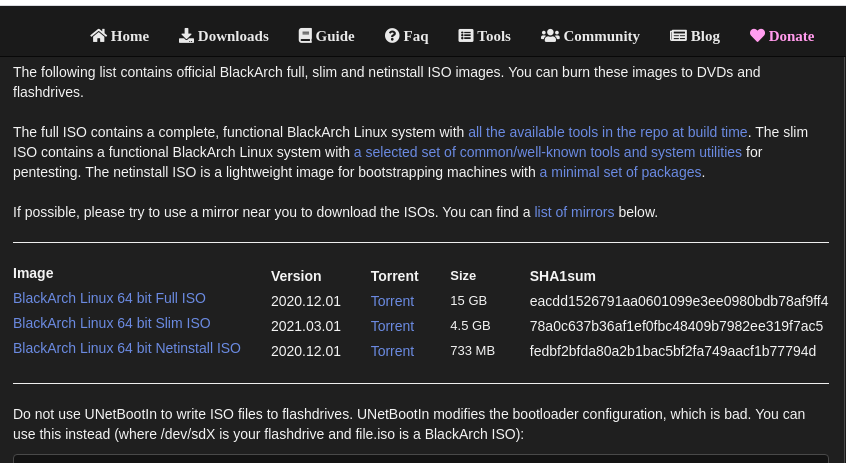 Home Downloads Guide Faq Tools Community Blog Donate
The following list contains official BlackArch full, slim and netinstall ISO images. You can burn these images to DVDs and
flashdrives.
The full ISO contains a complete, functional BlackArch Linux system with all the available tools in the repo at build time. The slim
ISO contains a functional BlackArch Linux system with a selected set of common/well-known tools and system utilities for
pentesting. The netinstall ISO is a lightweight image for bootstrapping machines with a minimal set of packages.
If possible, please try to use a mirror near you to download the ISOs. You can find a list of mirrors below.
Image Version Torrent Size SHA1sum
BlackArch Linux 64 bit Full ISO 2020.12.01 Torrent 15 GB eacdd1526791aa0601099e3ee0980bdb78af9ff4
BlackArch Linux 64 bit Slim ISO 2021.03.01 Torrent 4.5 GB 78a0c637b36af1ef0fbc48409b7982ee319f7ac5
BlackArch Linux 64 bit Netinstall ISO 2020.12.01 Torrent 733 MB fedbf2bfda80a2b1bac5bf2fa749aacf1b77794d
Do not use UNetBootIn to write ISO files to flashdrives. UNetBootIn modifies the bootloader configuration, which is bad. You can
use this instead (where /dev/sdX is your flashdrive and file.iso is a BlackArch ISO):